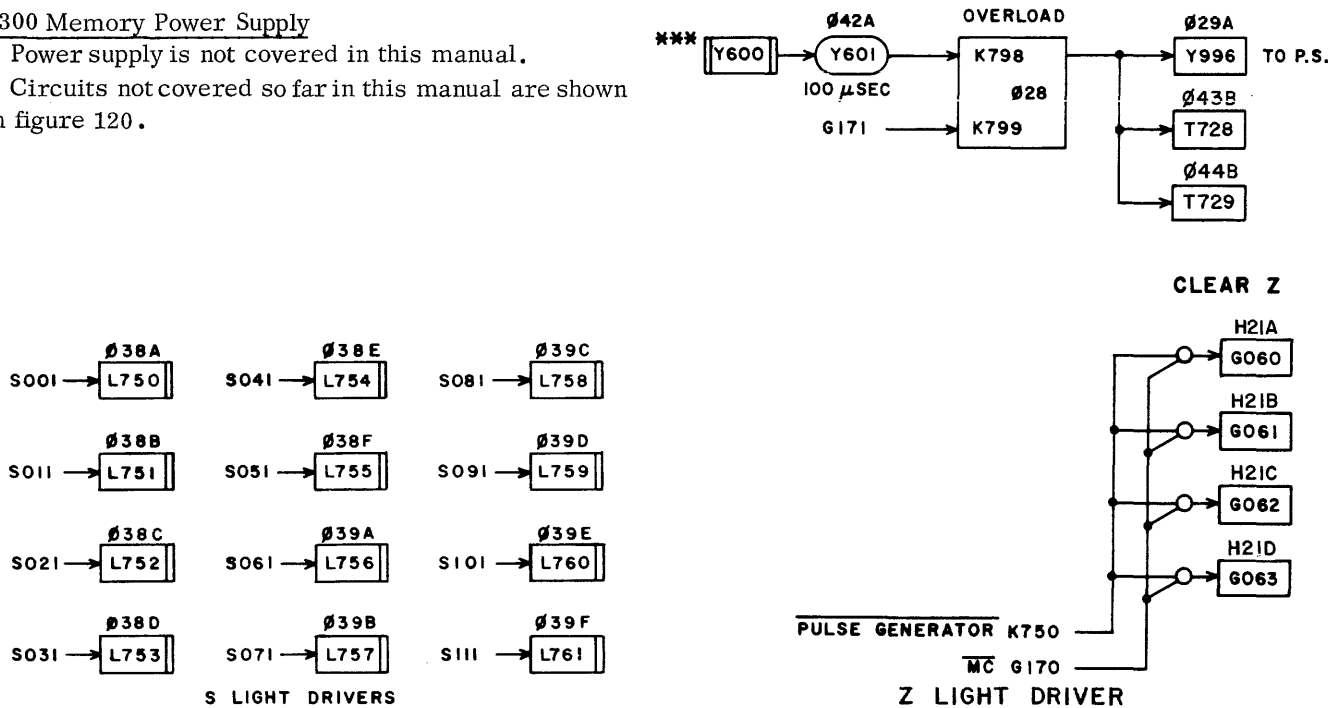 300 Memory Power Supply
Power supply is not covered in this manual.
Circuits not covered so far in this manual are shown
n figure 120.
*** Y600
Ø42A
Y601
100 μSEC
G171
OVERLOAD
K798
Ø28
K799
Ø29A
Y996 TO P.S.
Ø43B
T728
Ø44B
T729
Ø38A Ø38E Ø39C
S001 L750 S041 L754 S081 L758
Ø38B Ø38F Ø39D
S011 L751 S051 L755 S091 L759
Ø38C Ø39A Ø39E
S021 L752 S061 L756 S101 L760
Ø38D Ø39B Ø39F
S031 L753 S071 L757 S111 L761
S LIGHT DRIVERS
CLEAR Z
H21A
G060
H21B
G061
H21C
G062
H21D
G063
PULSE GENERATOR K750
MC G170
Z LIGHT DRIVER